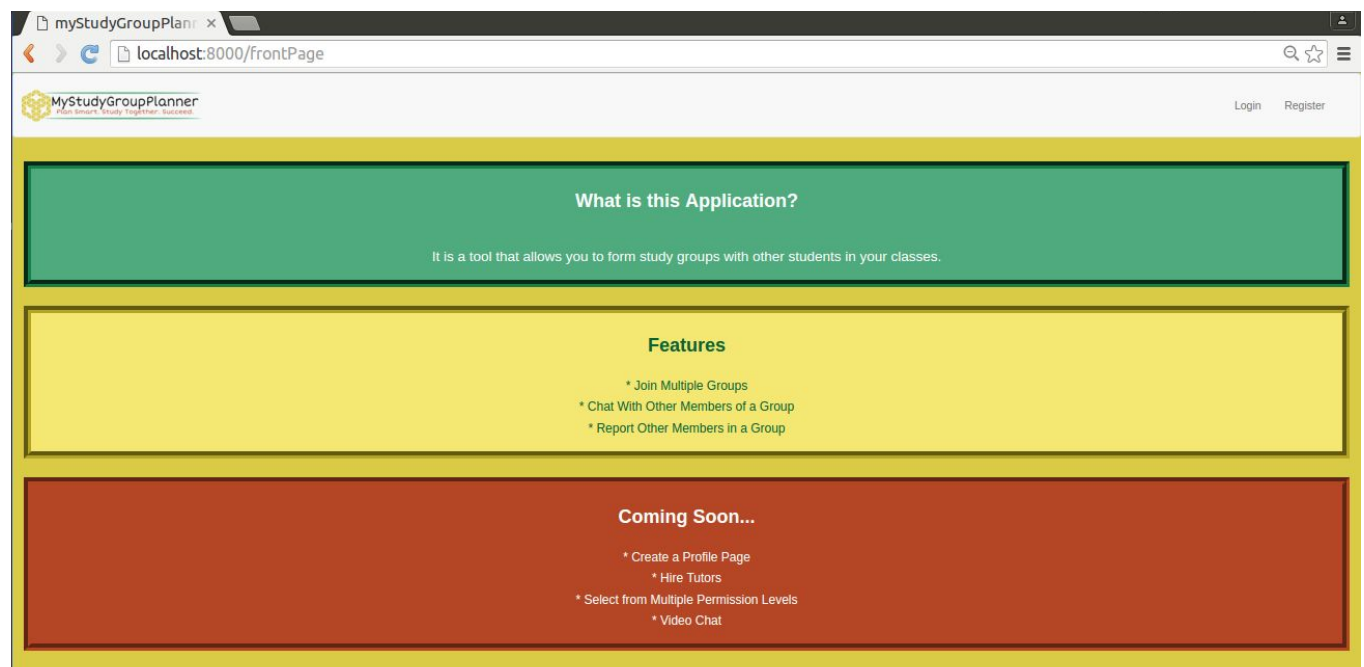 myStudyGroupPlann
localhost:8000/frontPage
MyStudyGroupPlanner
Plan Smart. Study Together. Succeed.
Login Register
What is this Application?
It is a tool that allows you to form study groups with other students in your classes.
Features
* Join Multiple Groups
* Chat With Other Members of a Group
* Report Other Members in a Group
Coming Soon...
* Create a Profile Page
* Hire Tutors
* Select from Multiple Permission Levels
* Video Chat